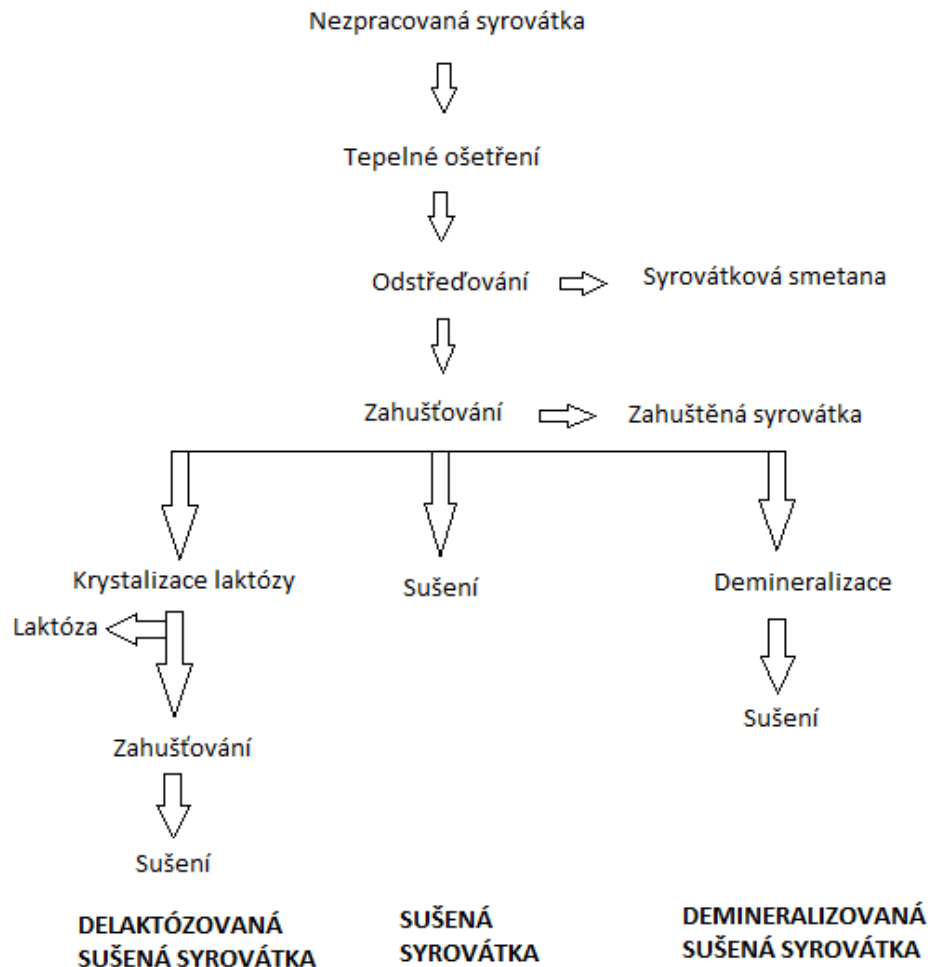 Nezpracovaná syrovátka
Tepelné ošetření
Odstřeďování
Syrovátková smetana
Zahušťování
Zahuštěná syrovátka
Krystalizace laktózy
Sušení
Demineralizace
Laktóza
Sušení
Zahušťování
Sušení
DELAKTÓZOVANÁ
SUŠENÁ SYROVÁTKA
SUŠENÁ
SYROVÁTKA
DEMINERALIZOVANÁ
SUŠENÁ SYROVÁTKA